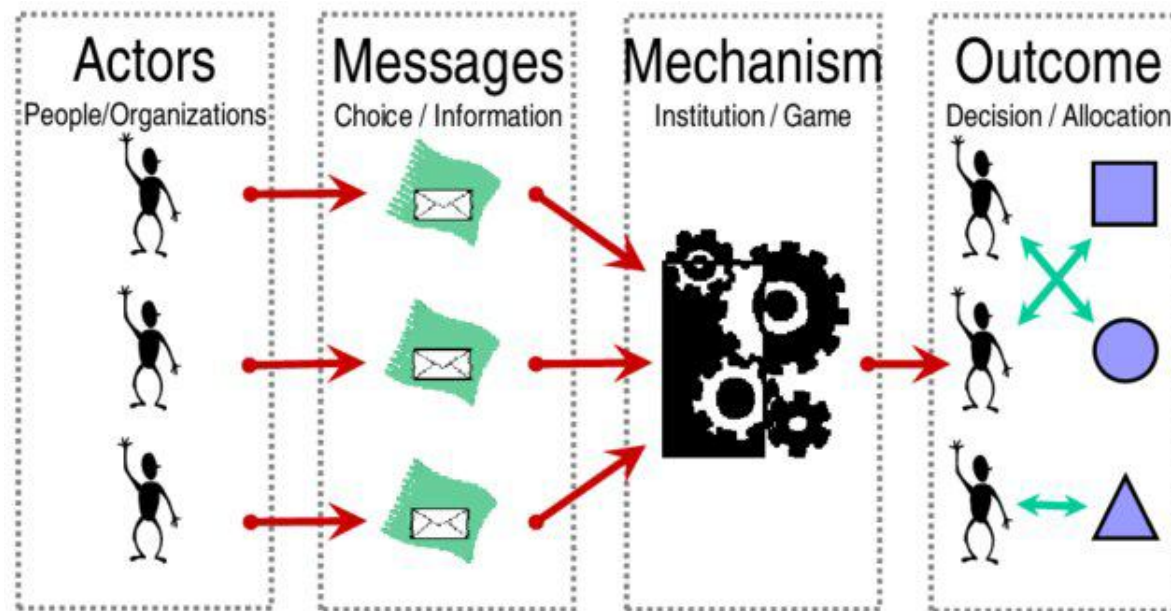 Actors
People/Organizations
Messages
Choice / Information
Mechanism
Institution / Game
Outcome
Decision / Allocation